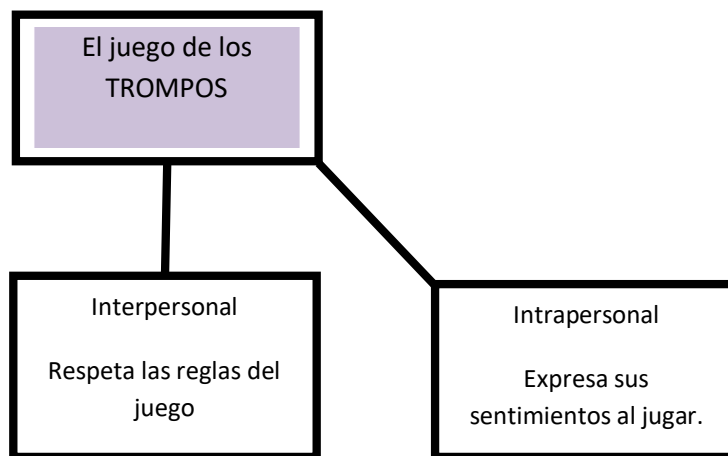 El juego de los
TROMPOS
Interpersonal
Respeta las reglas del
juego
Intrapersonal
Expresa sus
sentimientos al jugar.